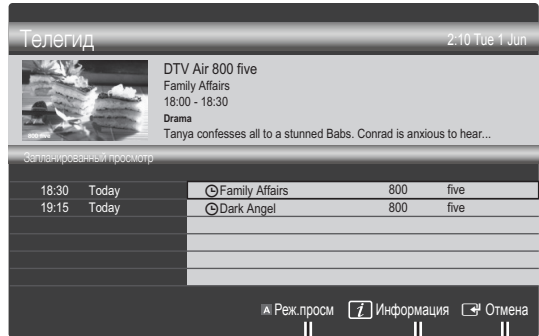 Телегид 2:10 Tue 1 Jun
DTV Air 800 five
Family Affairs
18:00 - 18:30
Drama
Tanya confesses all to a stunned Babs. Conrad is anxious to hear...
800 five
Запланированный просмотр
18:30 Today Family Affairs 800 five
19:15 Today Dark Angel 800 five
A Реж.просм i Информация Отмена